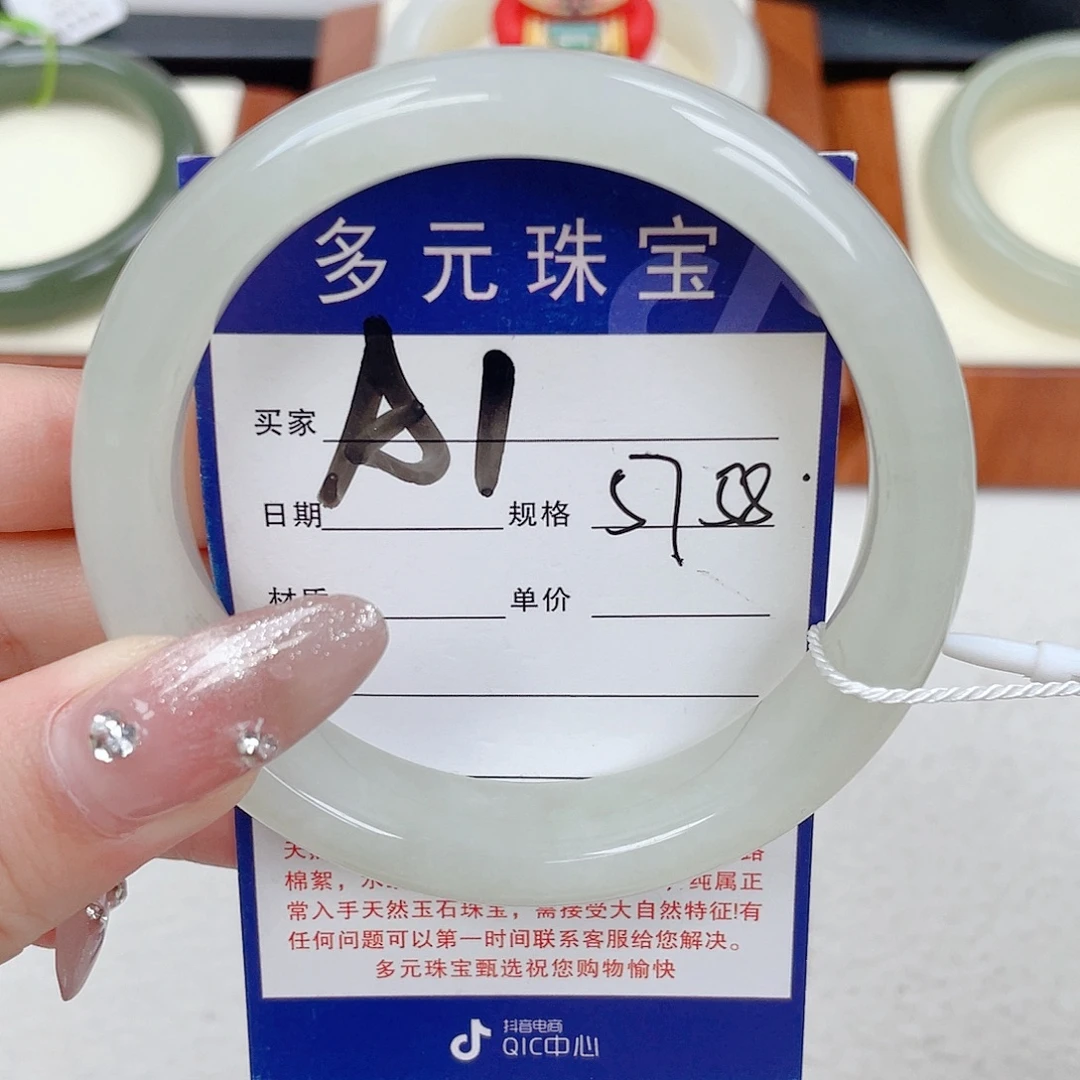 多元珠宝
买家 A1
日期 规格 57 58
材质 单价
棉絮，纯属正
常入手天然玉石珠宝，需接受大自然特征!有
任何问题可以第一时间联系客服给您解决。
多元珠宝甄选祝您购物愉快
抖音电商
QIC中心